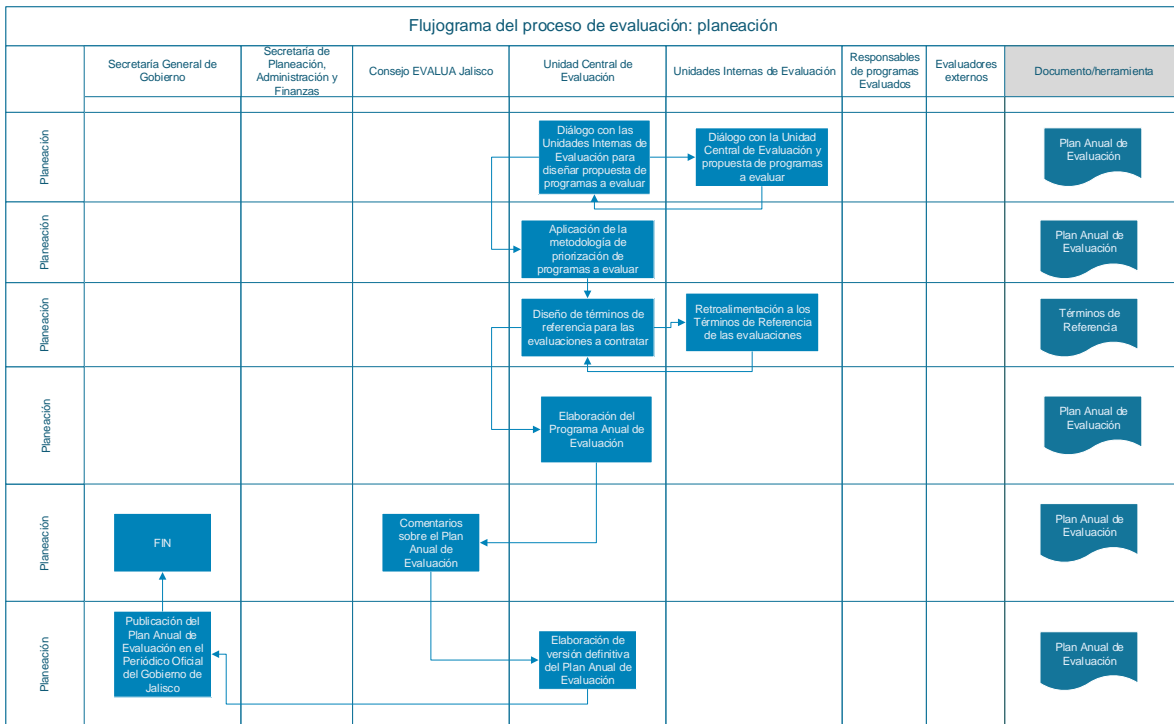 Flujograma del proceso de evaluación: planeación
Secretaría General de
Gobierno
Secretaría de
Planeación,
Administración y
Finanzas
Consejo EVALUA Jalisco
Unidad Central de
Evaluación
Unidades Internas de Evaluación
Responsables
de programas
Evaluados
Evaluadores
externos
Documento/herramienta
Planeación
Diálogo con las
Unidades Internas de
Evaluación para
diseñar propuesta de
programas a evaluar
Diálogo con la Unidad
Central de Evaluación y
propuesta de programas
a evaluar
Plan Anual de
Evaluación
Planeación
Aplicación de la
metodología de
priorización de
programas a evaluar
Plan Anual de
Evaluación
Planeación
Diseño de términos de
referencia para las
evaluaciones a contratar
Retroalimentación a los
Términos de Referencia
de las evaluaciones
Términos de
Referencia
Planeación
Elaboración del
Programa Anual de
Evaluación
Plan Anual de
Evaluación
Planeación
FIN
Comentarios
sobre el Plan
Anual de
Evaluación
Plan Anual de
Evaluación
Planeación
Publicación del
Plan Anual de
Evaluación en el
Periódico Oficial
del Gobierno de
Jalisco
Elaboración de
versión definitiva
del Plan Anual de
Evaluación
Plan Anual de
Evaluación